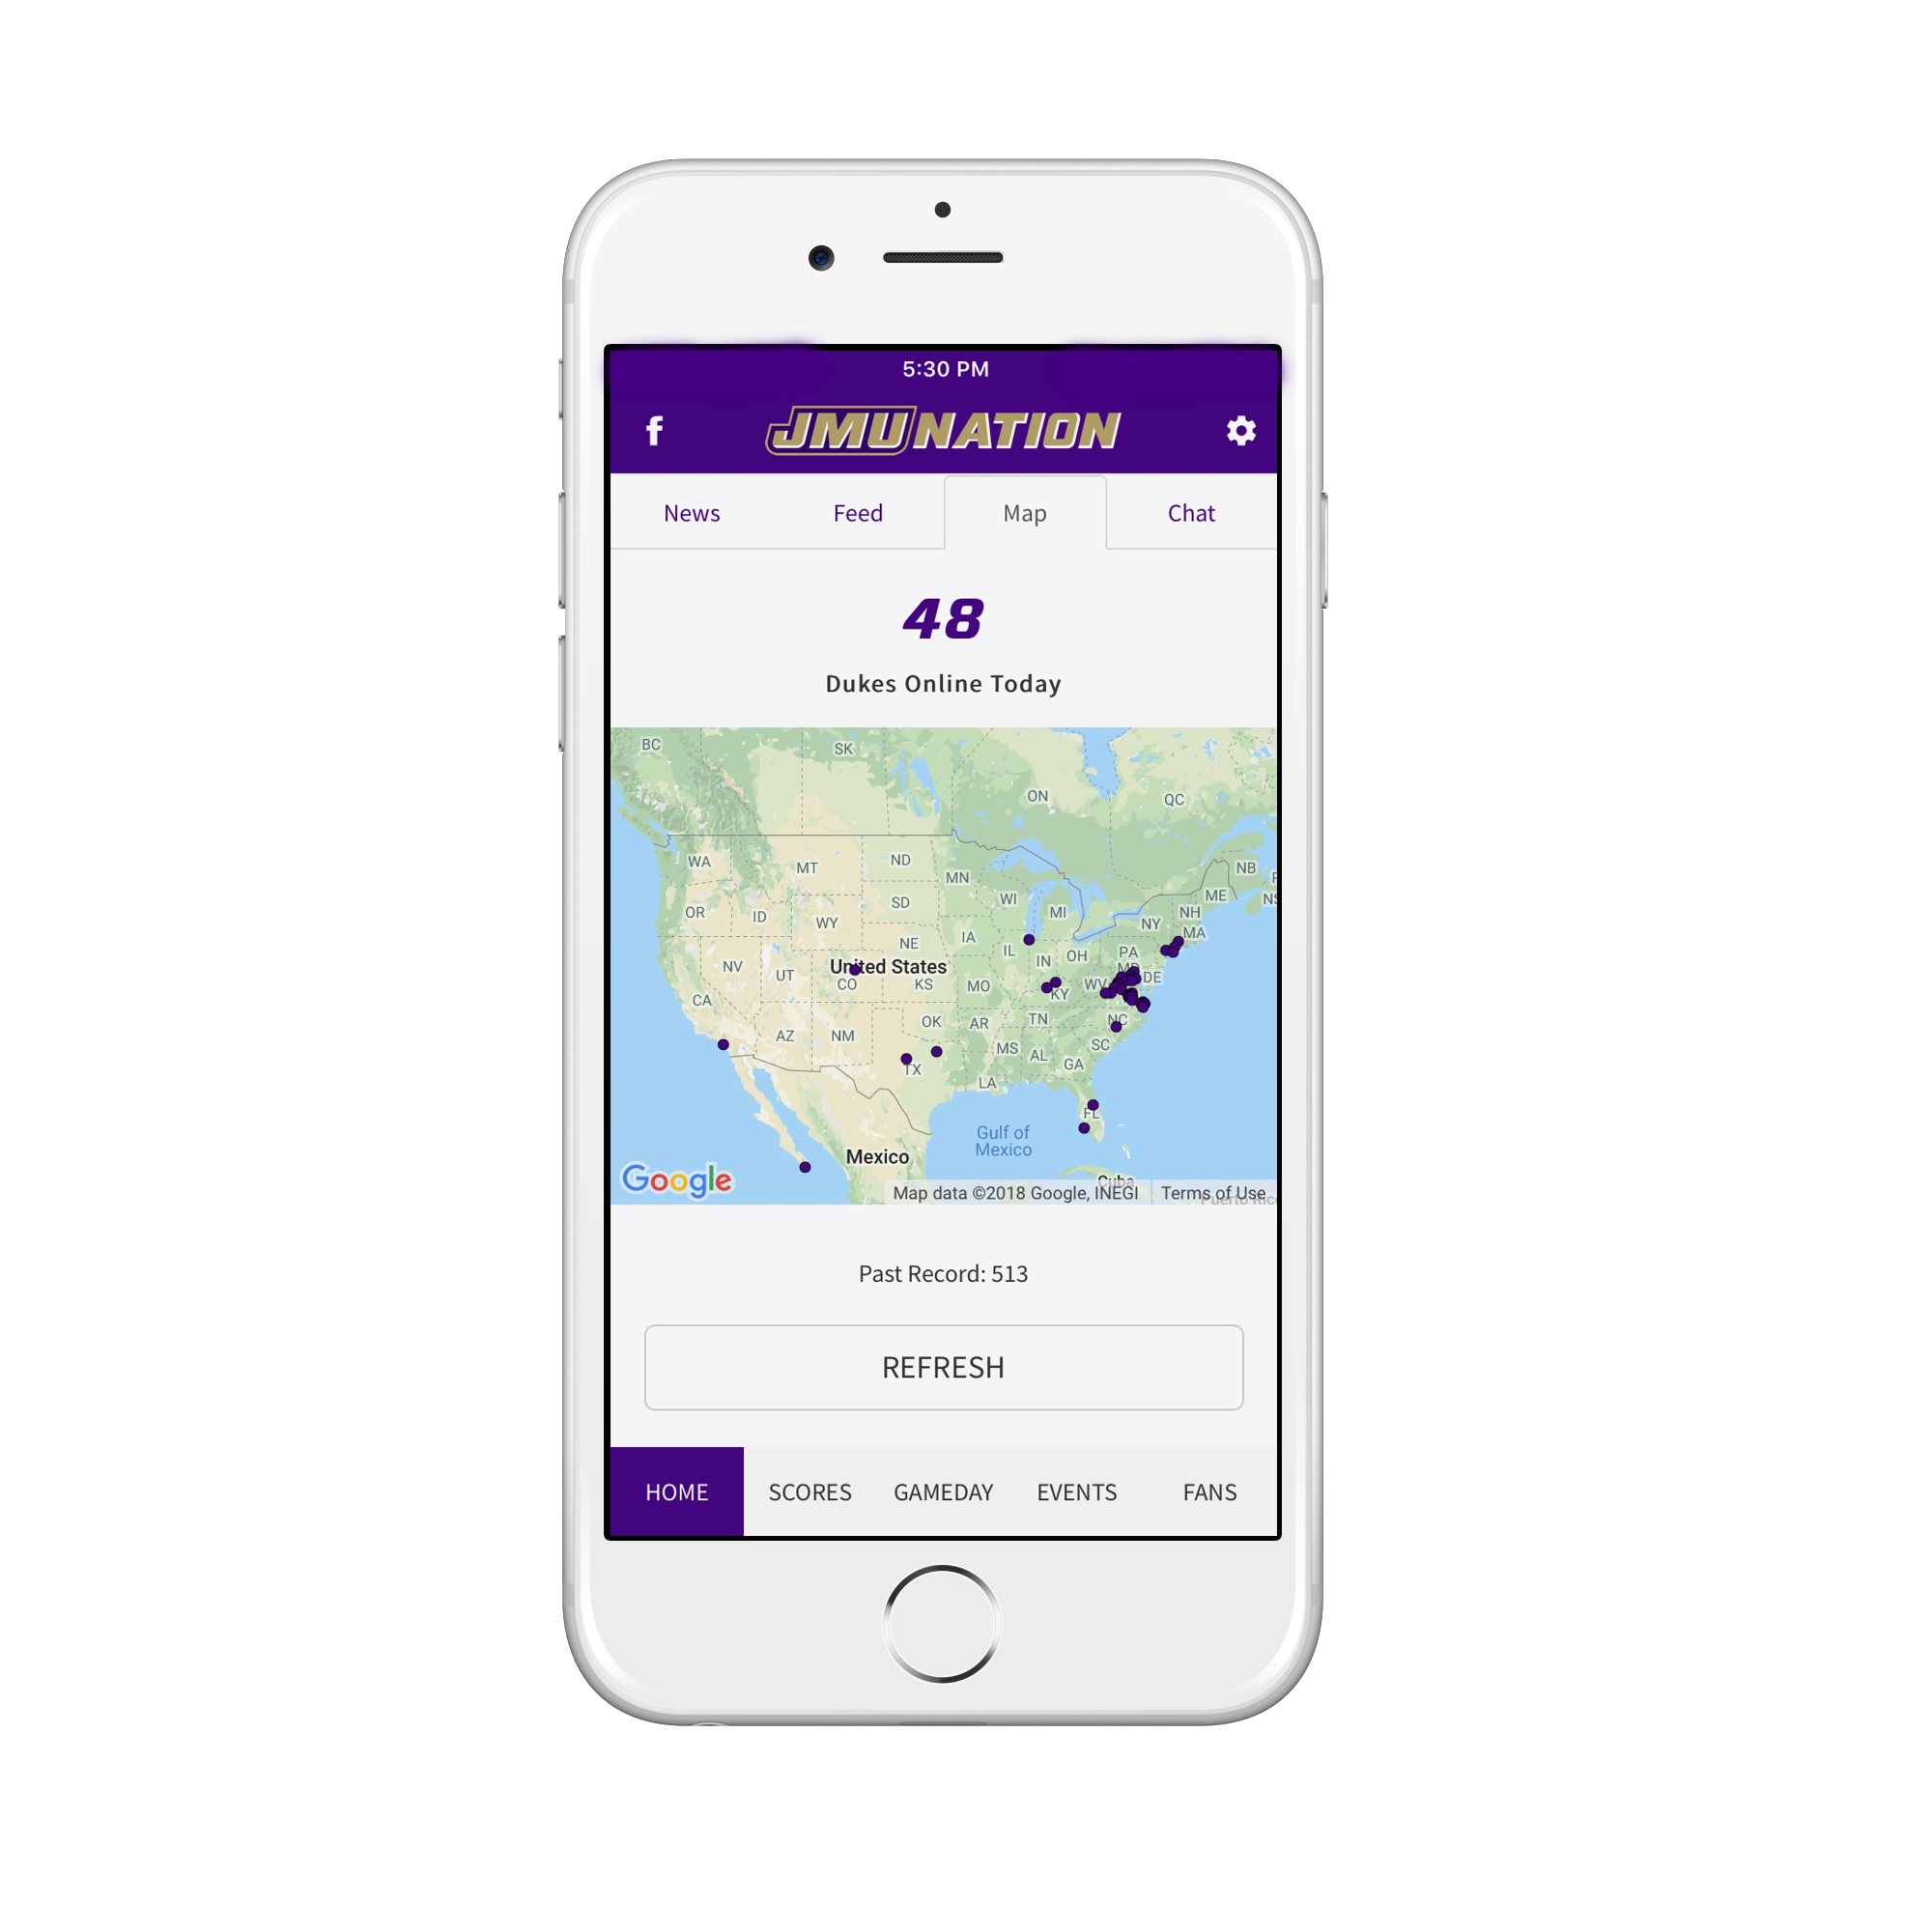 5:30 PM
f
JMU NATION
News Feed Map Chat
48
Dukes Online Today
BC
SK
ON
QC
WA
MT
ND
MN
NB
OR
ID
WY
SD
WI
MI
ME
NH
NY
MA
NE
IA
IL
IN
OH
PA
NV
UT
United States
CO
KS
MO
WV
MD
DE
KY
CA
AZ
NM
OK
AR
TN
NC
MS
AL
SC
GA
TX
LA
FL
Gulf of
Mexico
Mexico
Cuba
Google
Map data ©2018 Google, INEGI
Terms of Use
Past Record: 513
REFRESH
HOME SCORES GAMEDAY EVENTS FANS